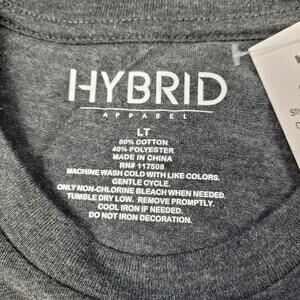 HYBRID
APPAREL
LT
60% COTTON
40% POLYESTER
MADE IN CHINA
RN# 117508
MACHINE WASH COLD WITH LIKE COLORS.
GENTLE CYCLE.
ONLY NON-CHLORINE BLEACH WHEN NEEDED
TUMBLE DRY LOW. REMOVE PROMPTLY.
COOL IRON IF NEEDED.
DO NOT IRON DECORATION.